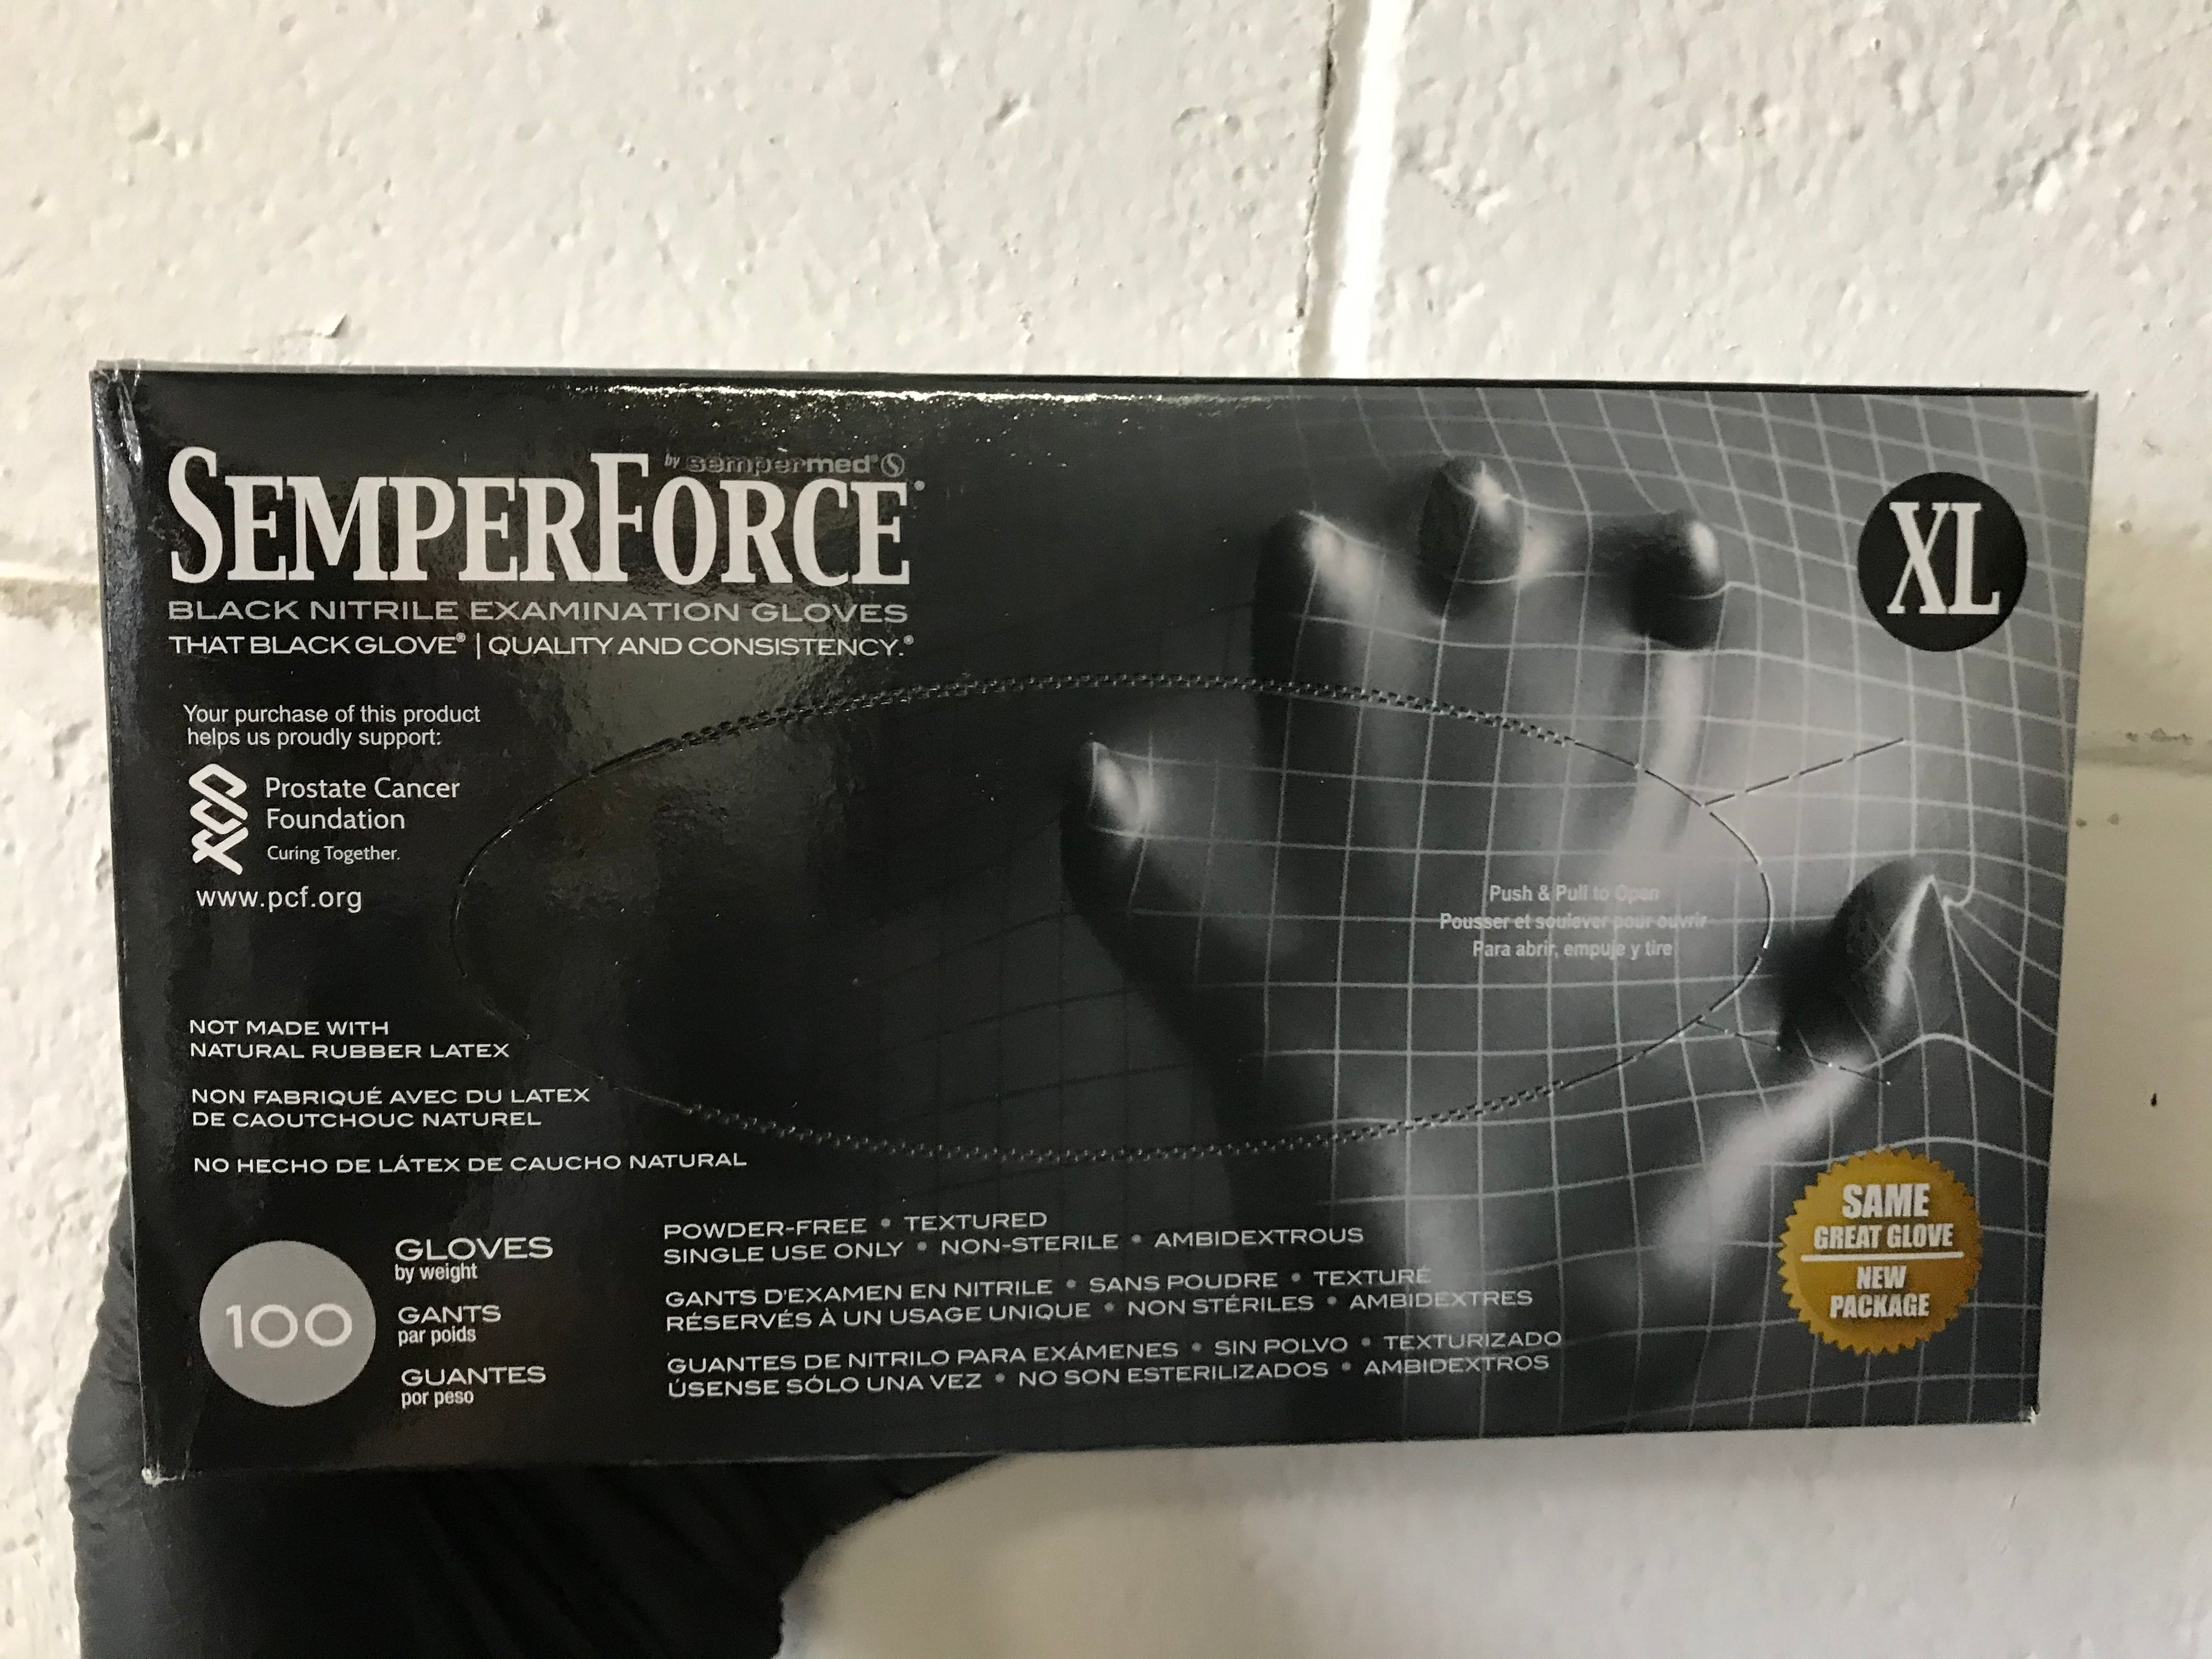 by sempermed®
SEMPERFORCE®
BLACK NITRILE EXAMINATION GLOVES
THAT BLACK GLOVE® | QUALITY AND CONSISTENCY.®
XL
Your purchase of this product
helps us proudly support:
Prostate Cancer
Foundation
Curing Together.
www.pcf.org
Push & Pull to Open
Pousser et soulever pour ouvrir
Para abrir, empuje y tire
NOT MADE WITH
NATURAL RUBBER LATEX
NON FABRIQUÉ AVEC DU LATEX
DE CAOUTCHOUC NATUREL
NO HECHO DE LÁTEX DE CAUCHO NATURAL
100
GLOVES
by weight
GANTS
par poids
GUANTES
por peso
POWDER-FREE • TEXTURED
SINGLE USE ONLY • NON-STERILE • AMBIDEXTROUS
GANTS D'EXAMEN EN NITRILE • SANS POUDRE • TEXTURÉ
RÉSERVÉS À UN USAGE UNIQUE • NON STÉRILES • AMBIDEXTRES
GUANTES DE NITRILO PARA EXÁMENES • SIN POLVO • TEXTURIZADO
ÚSENSE SÓLO UNA VEZ • NO SON ESTERILIZADOS • AMBIDEXTROS
SAME
GREAT GLOVE
NEW
PACKAGE